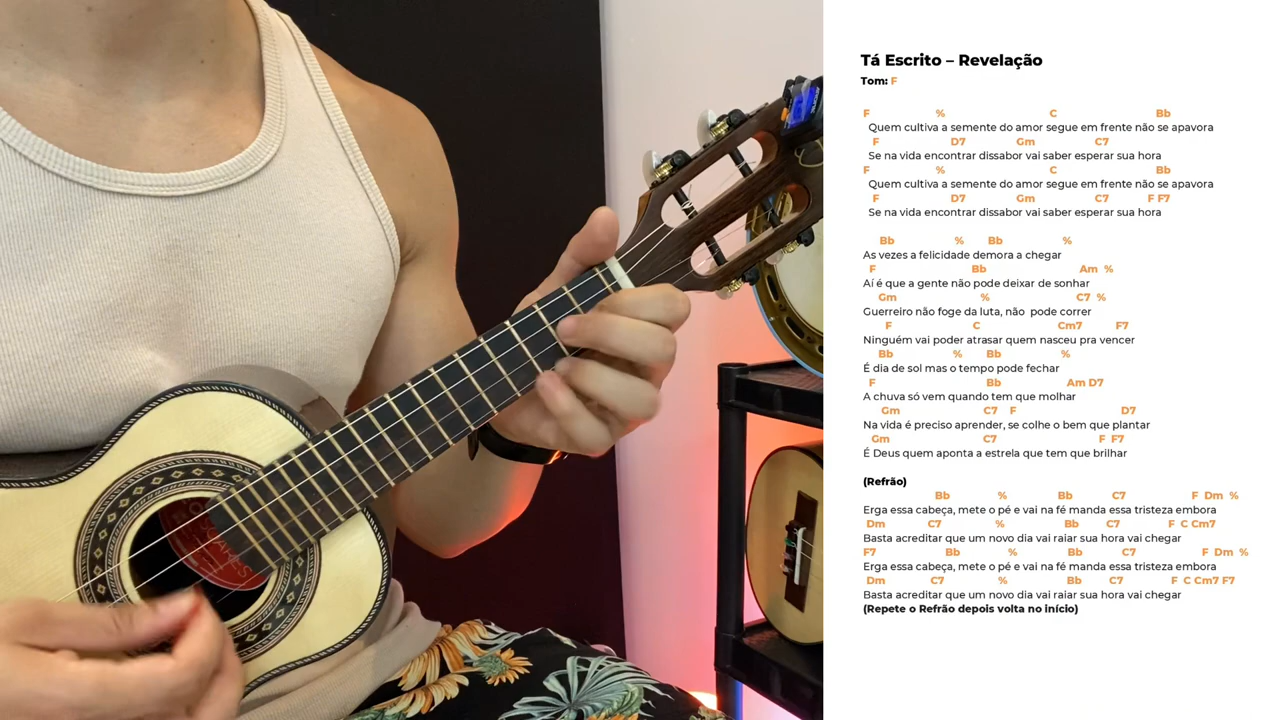 Tá Escrito – Revelação
Tom: F
F % C Bb
Quem cultiva a semente do amor segue em frente não se apavora
F D7 Gm C7
Se na vida encontrar dissabor vai saber esperar sua hora
F % C Bb
Quem cultiva a semente do amor segue em frente não se apavora
F D7 Gm C7 F F7
Se na vida encontrar dissabor vai saber esperar sua hora
Bb % Bb %
As vezes a felicidade demora a chegar
F Bb Am %
Aí é que a gente não pode deixar de sonhar
Gm % C7 %
Guerreiro não foge da luta, não pode correr
F C Cm7 F7
Ninguém vai poder atrasar quem nasceu pra vencer
Bb % Bb %
É dia de sol mas o tempo pode fechar
F Bb Am D7
A chuva só vem quando tem que molhar
Gm C7 F D7
Na vida é preciso aprender, se colhe o bem que plantar
Gm C7 F F7
É Deus quem aponta a estrela que tem que brilhar
(Refrão)
Bb % Bb C7 F Dm %
Erga essa cabeça, mete o pé e vai na fé manda essa tristeza embora
Dm C7 % Bb C7 F C Cm7
Basta acreditar que um novo dia vai raiar sua hora vai chegar
F7 Bb % Bb C7 F Dm %
Erga essa cabeça, mete o pé e vai na fé manda essa tristeza embora
Dm C7 % Bb C7 F C Cm7 F7
Basta acreditar que um novo dia vai raiar sua hora vai chegar
(Repete o Refrão depois volta no início)